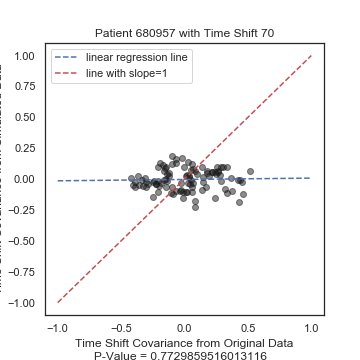 Patient 680957 with Time Shift 70
linear regression line
line with slope=1
1.00
0.75
0.50
0.25
0.00
−0.25
−0.50
−0.75
−1.00
−1.0 −0.5 0.0 0.5 1.0
Time Shift Covariance from Original Data
P-Value = 0.7729859516013116